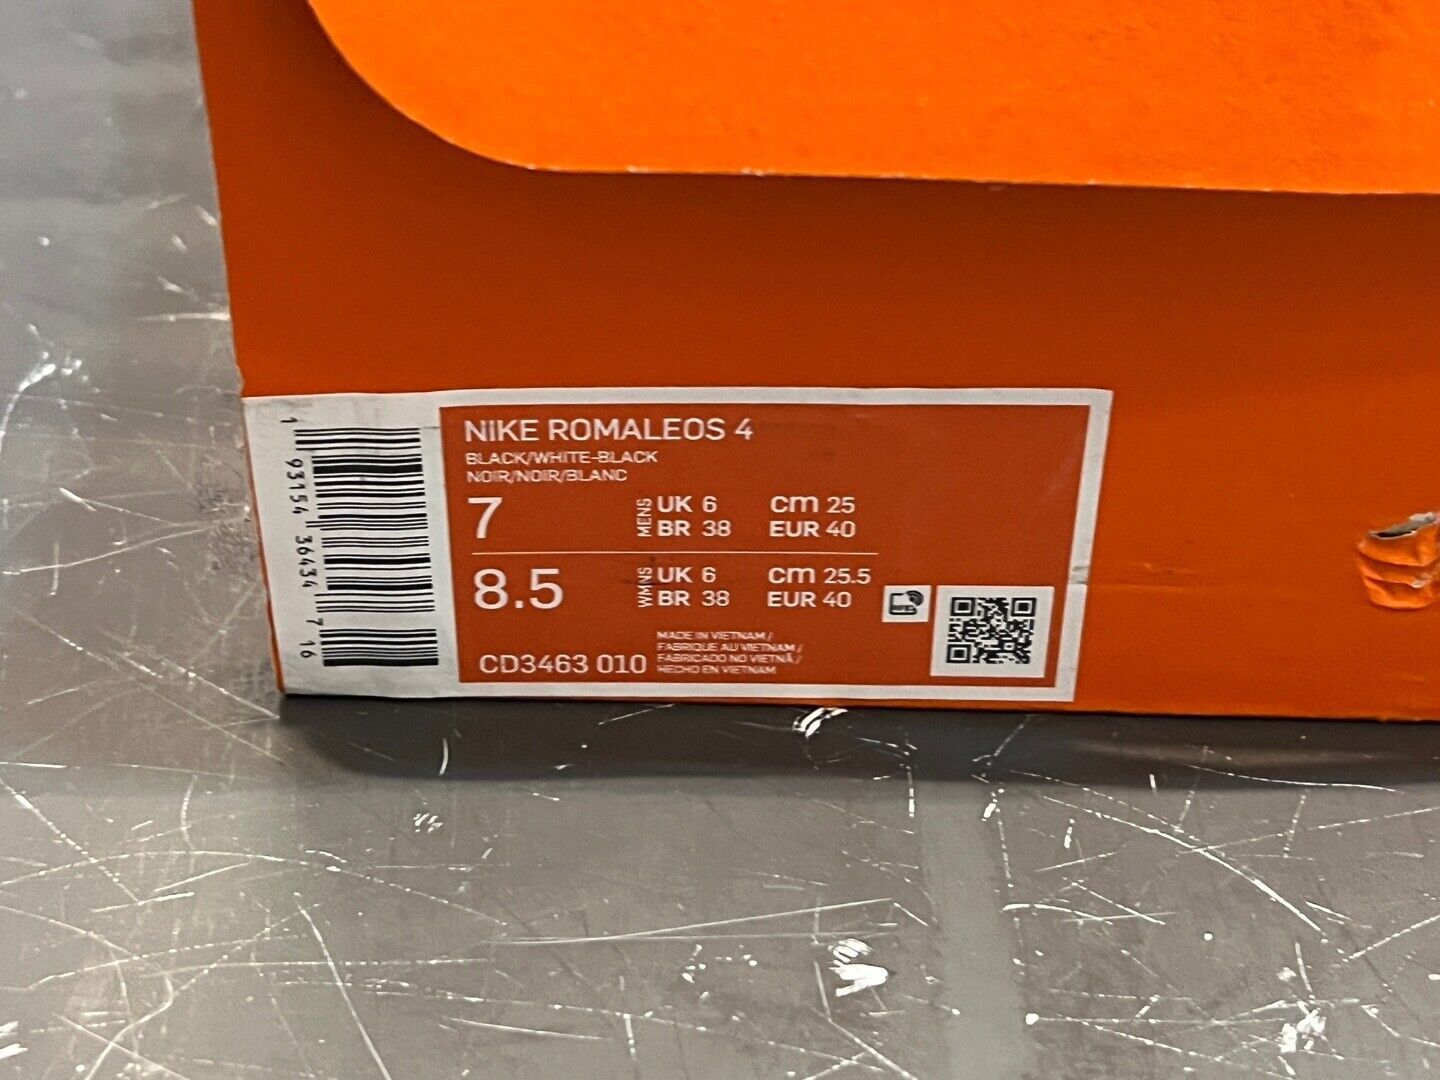 NIKE ROMALEOS 4
BLACK/WHITE-BLACK
NOIR/NOIR/BLANC
7 MENS UK 6 cm 25
BR 38 EUR 40
8.5 WMNS UK 6 cm 25.5
BR 38 EUR 40
CD3463 010
MADE IN VIETNAM /
FABRIQUE AU VIETNAM /
FABRICADO NO VIETNÃ /
HECHO EN VIETNAM
1 93154 36434 7 16